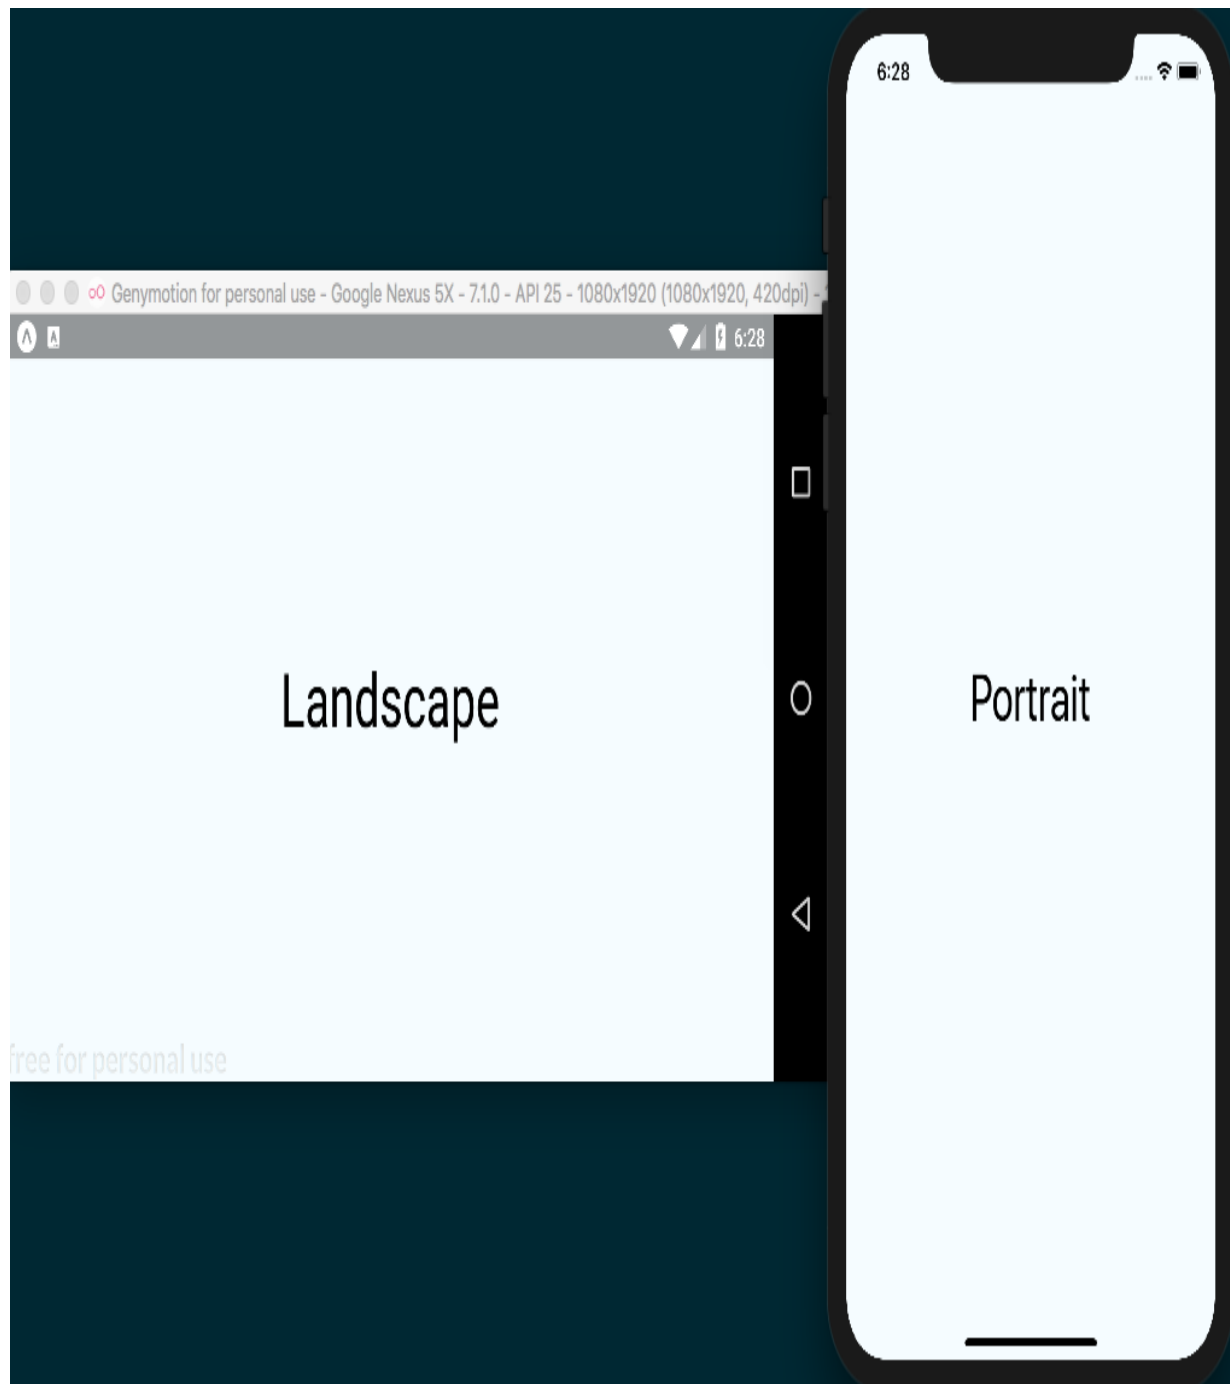 6:28
Genymotion for personal use - Google Nexus 5X - 7.1.0 - API 25 - 1080x1920 (1080x1920, 420dpi) -
6:28
Landscape
Portrait
free for personal use